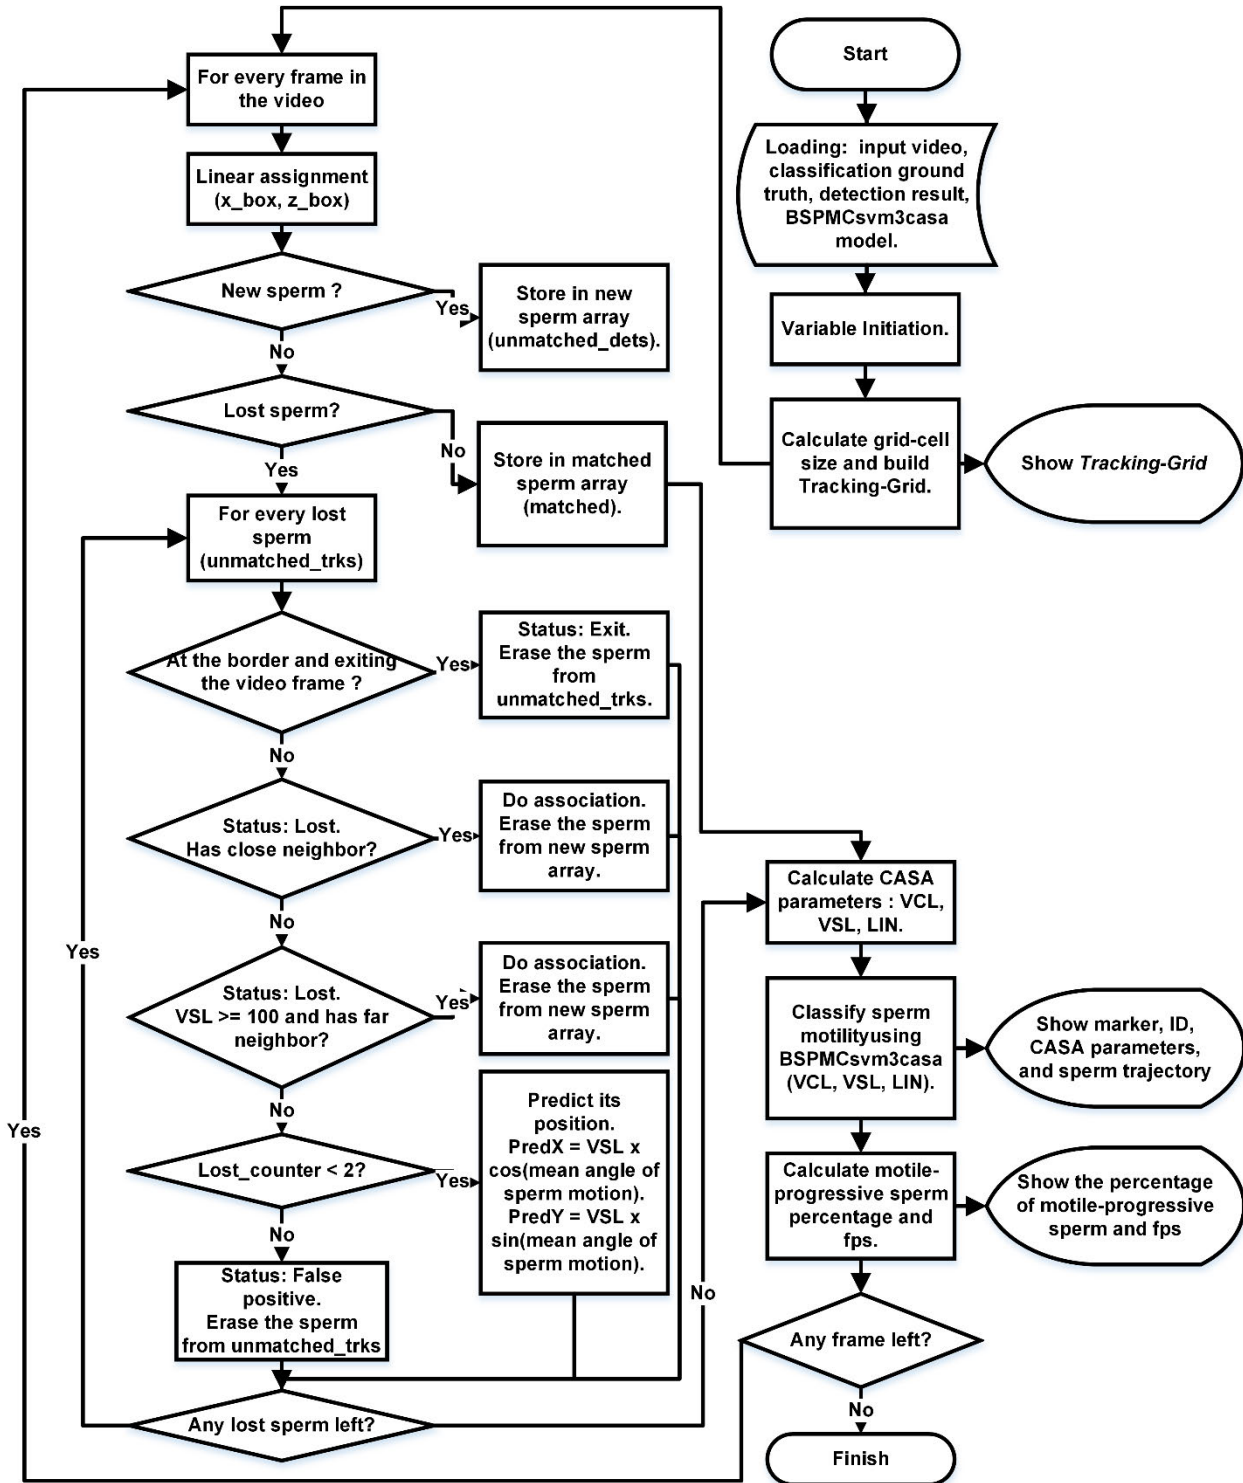 Start
Loading: input video,
classification ground
truth, detection result,
BSPMCsvm3casa
model.
Variable Initiation.
Calculate grid-cell
size and build
Tracking-Grid.
Show Tracking-Grid
For every frame in
the video
Linear assignment
(x_box, z_box)
New sperm ?
Yes
Store in new
sperm array
(unmatched_dets).
No
Lost sperm?
No
Store in matched
sperm array
(matched).
Yes
For every lost
sperm
(unmatched_trks)
At the border and exiting
the video frame ?
Yes
Status: Exit.
Erase the sperm
from
unmatched_trks.
No
Status: Lost.
Has close neighbor?
Yes
Do association.
Erase the sperm
from new sperm
array.
No
Status: Lost.
VSL >= 100 and has far
neighbor?
Yes
Do association.
Erase the sperm
from new sperm
array.
No
Lost_counter < 2?
Yes
Predict its
position.
PredX = VSL x
cos(mean angle of
sperm motion).
PredY = VSL x
sin(mean angle of
sperm motion).
No
Status: False
positive.
Erase the sperm
from unmatched_trks
Any lost sperm left?
Yes
No
Calculate CASA
parameters : VCL,
VSL, LIN.
Classify sperm
motilityusing
BSPMCsvm3casa
(VCL, VSL, LIN).
Show marker, ID,
CASA parameters,
and sperm trajectory
Calculate motile-
progressive sperm
percentage and
fps.
Show the percentage
of motile-progressive
sperm and fps
Any frame left?
Yes
No
Finish